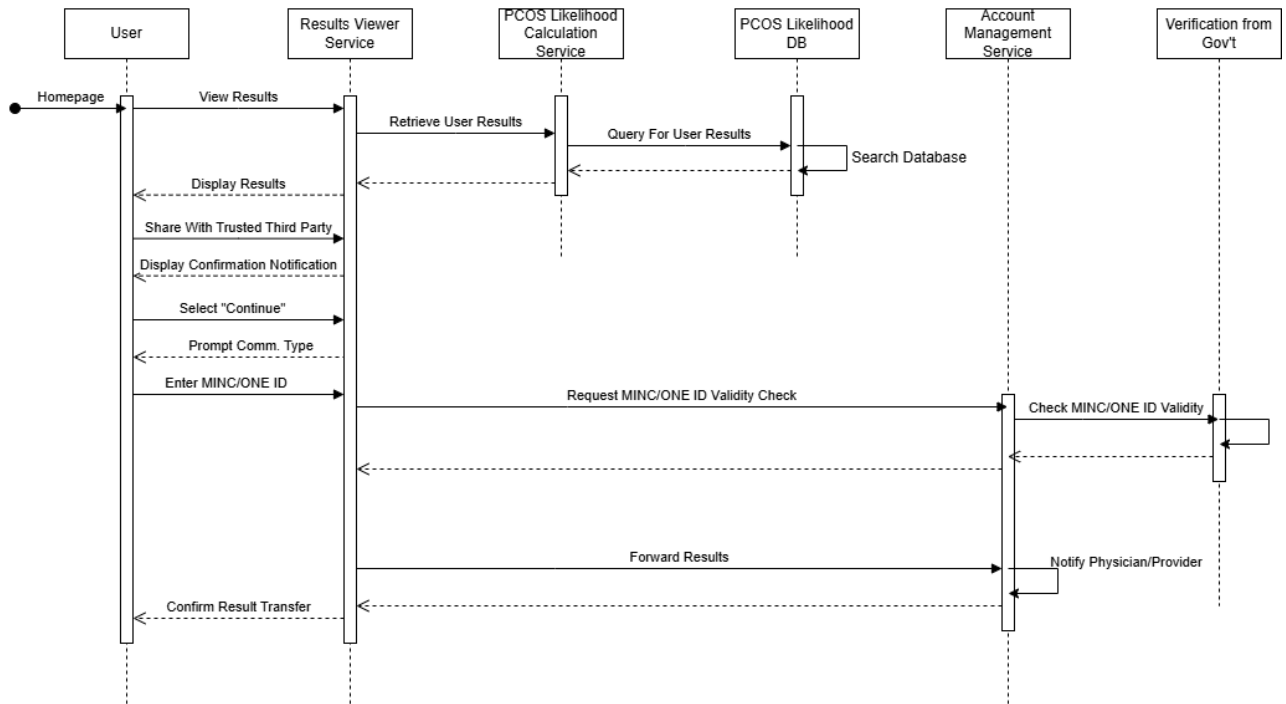 User
Results Viewer
Service
PCOS Likelihood
Calculation
Service
PCOS Likelihood
DB
Account
Management
Service
Verification from
Gov't
Homepage
View Results
Retrieve User Results
Query For User Results
Search Database
Display Results
Share With Trusted Third Party
Display Confirmation Notification
Select "Continue"
Prompt Comm. Type
Enter MINC/ONE ID
Request MINC/ONE ID Validity Check
Check MINC/ONE ID Validity
Forward Results
Notify Physician/Provider
Confirm Result Transfer